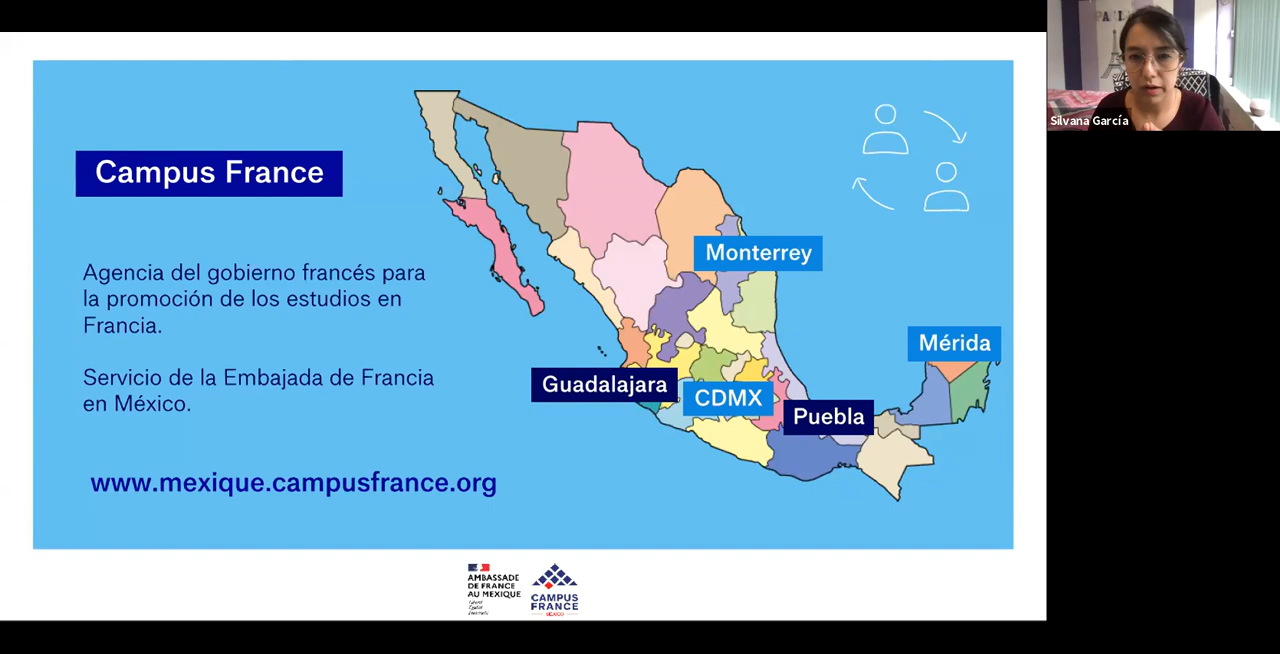 Campus France
Agencia del gobierno francés para
la promoción de los estudios en
Francia.
Servicio de la Embajada de Francia
en México.
www.mexique.campusfrance.org
Monterrey
Mérida
Guadalajara
CDMX
Puebla
AMBASSADE
DE FRANCE
AU MEXIQUE
CAMPUS
FRANCE
MEXICO
Silvana García